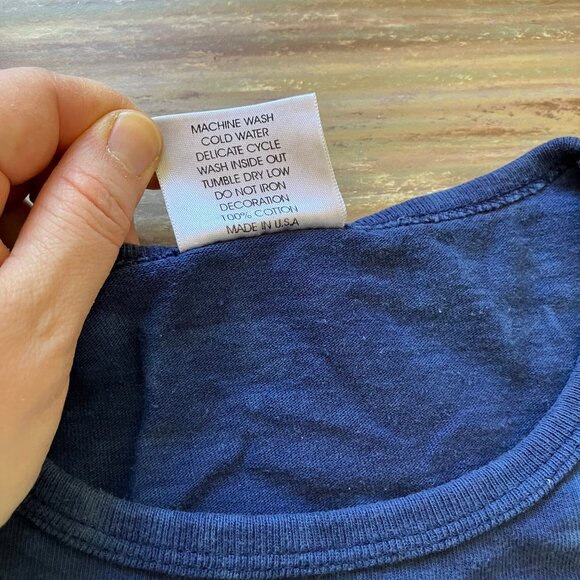 MACHINE WASH
COLD WATER
DELICATE CYCLE
WASH INSIDE OUT
TUMBLE DRY LOW
DO NOT IRON
DECORATION
100% COTTON
MADE IN U.S.A